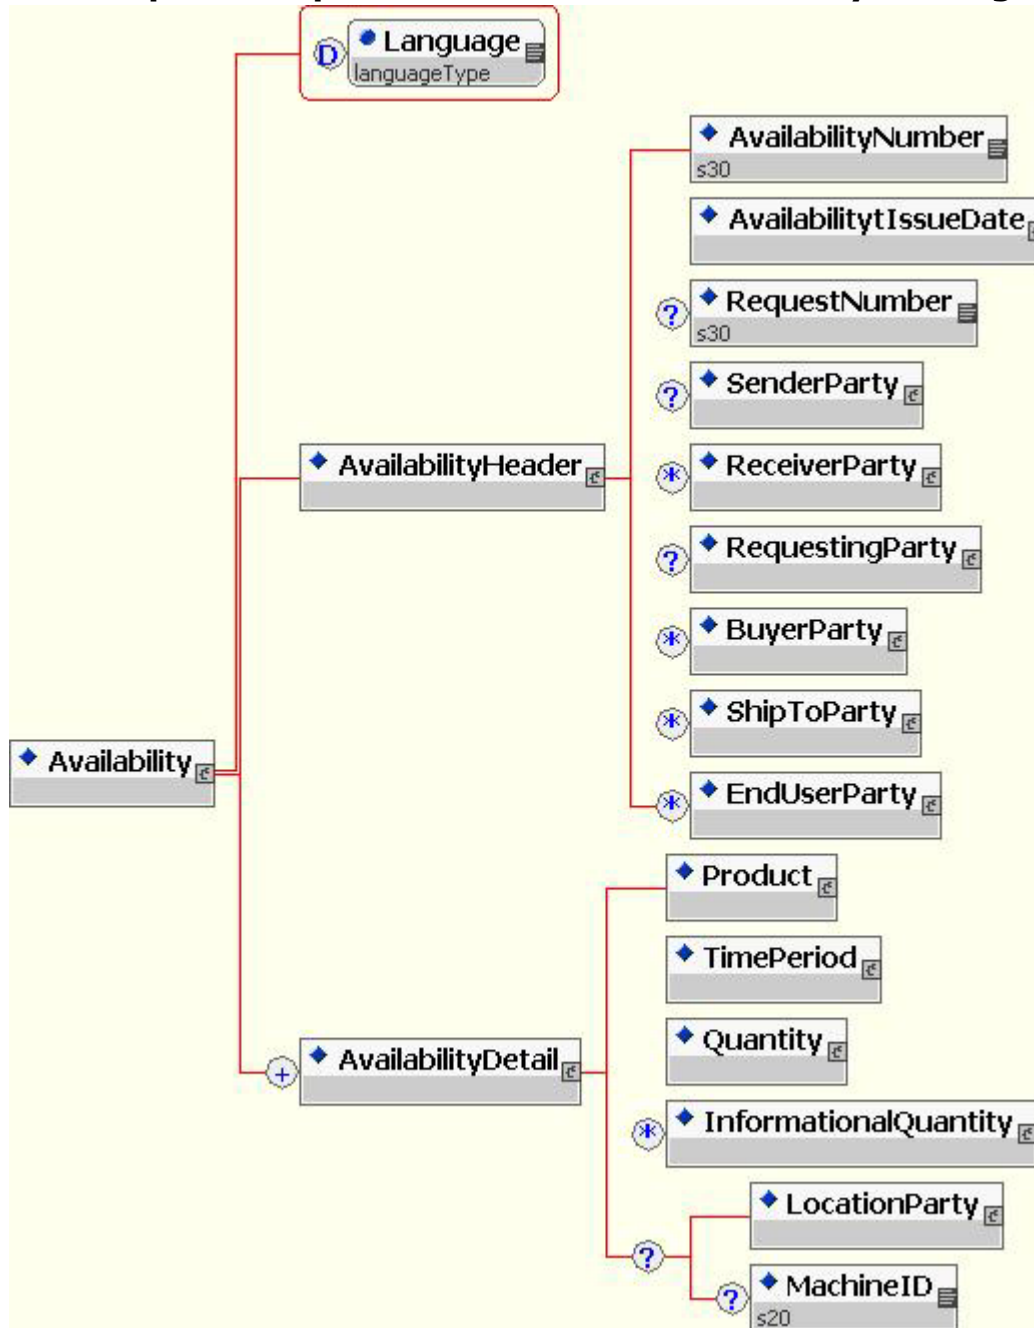 D
Language
languageType
AvailabilityNumber
s30
AvailabilitytIssueDate
?
RequestNumber
s30
?
SenderParty
AvailabilityHeader
*
ReceiverParty
?
RequestingParty
*
BuyerParty
*
ShipToParty
Availability
*
EndUserParty
Product
TimePeriod
Quantity
+
AvailabilityDetail
*
InformationalQuantity
LocationParty
?
?
MachineID
s20